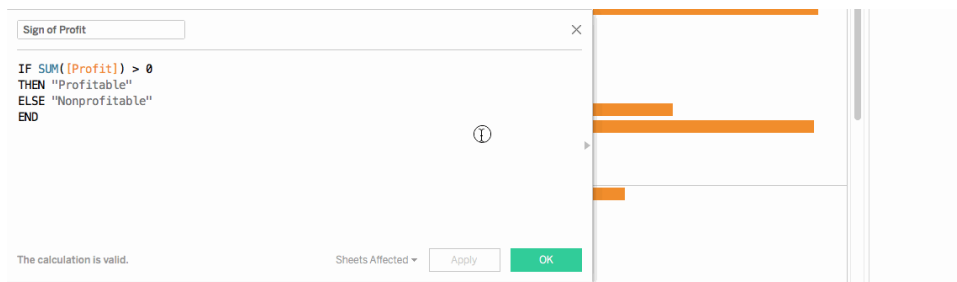 Sign of Profit
IF SUM([Profit]) > 0
THEN "Profitable"
ELSE "Nonprofitable"
END
The calculation is valid.
Sheets Affected
Apply
OK